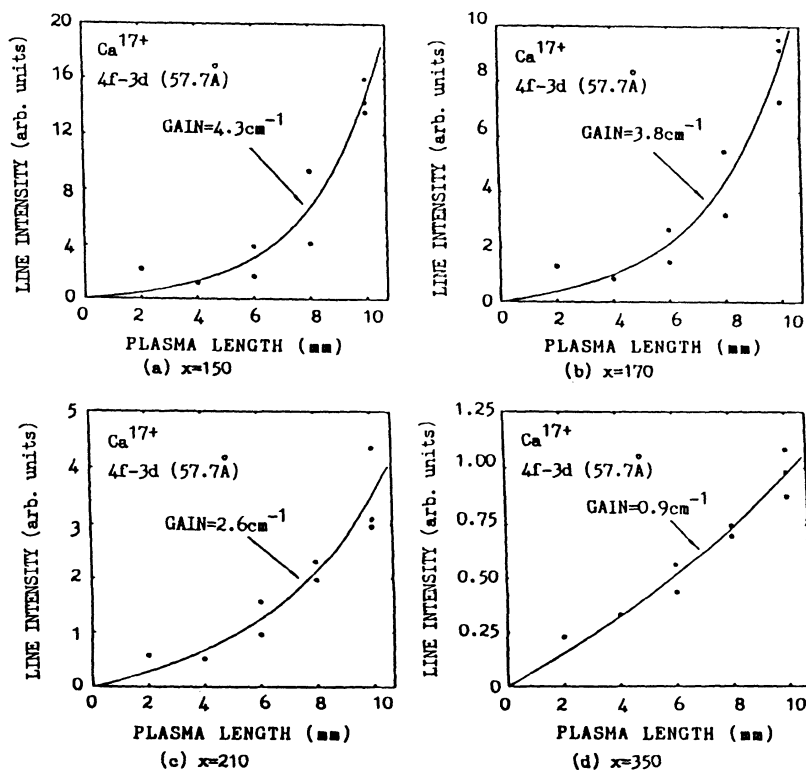 20
16
12
8
4
0
LINE INTENSITY (arb. units)
Ca17+
4f-3d (57.7Å)
GAIN=4.3cm-1
0 2 4 6 8 10
PLASMA LENGTH (mm)
(a) x=150
10
8
6
4
2
0
LINE INTENSITY (arb. units)
Ca17+
4f-3d (57.7Å)
GAIN=3.8cm-1
0 2 4 6 8 10
PLASMA LENGTH (mm)
(b) x=170
5
4
3
2
1
0
LINE INTENSITY (arb. units)
Ca17+
4f-3d (57.7Å)
GAIN=2.6cm-1
0 2 4 6 8 10
PLASMA LENGTH (mm)
(c) x=210
1.25
1.00
0.75
0.50
0.25
0
LINE INTENSITY (arb. units)
Ca17+
4f-3d (57.7Å)
GAIN=0.9cm-1
0 2 4 6 8 10
PLASMA LENGTH (mm)
(d) x=350